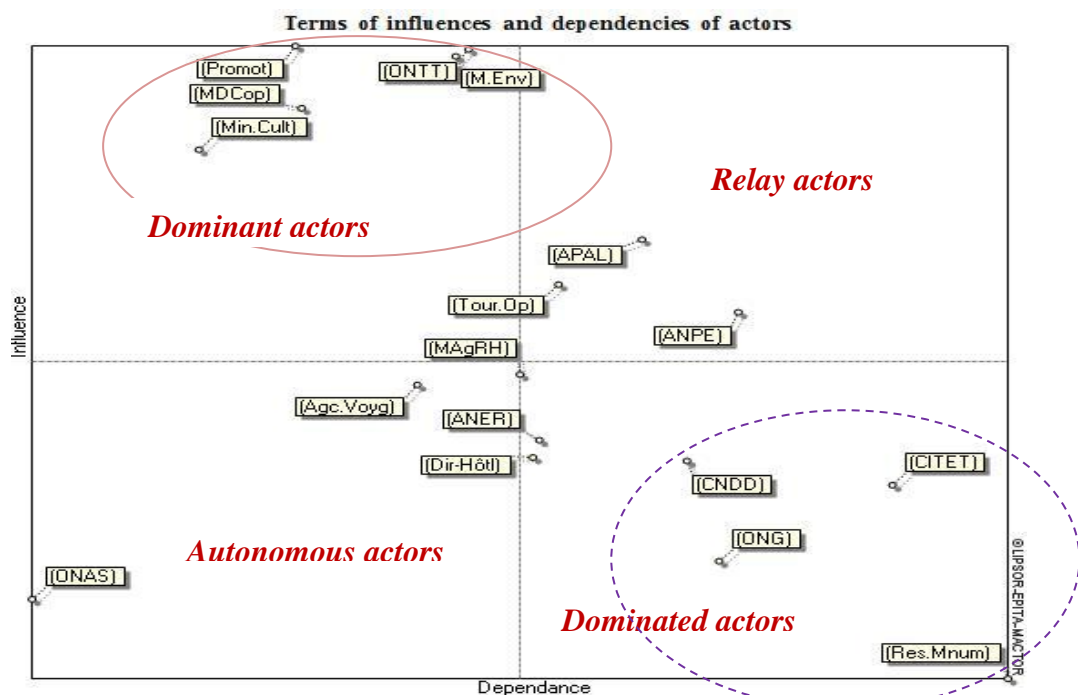 Terms of influences and dependencies of actors
(Promot)
(ONTT)
(M.Env)
(MDCop)
(Min.Cult)
Relay actors
Dominant actors
(APAL)
(Tour.Op)
Influence
(ANPE)
(MAgRH)
(Agc.Voyg)
(ANER)
(Dir-Hôtl)
(CITET)
(CNDD)
(ONG)
Autonomous actors
(ONAS)
©LIPSOR-EPITA-MACTOR
Dominated actors
(Res.Mnum)
Dependance